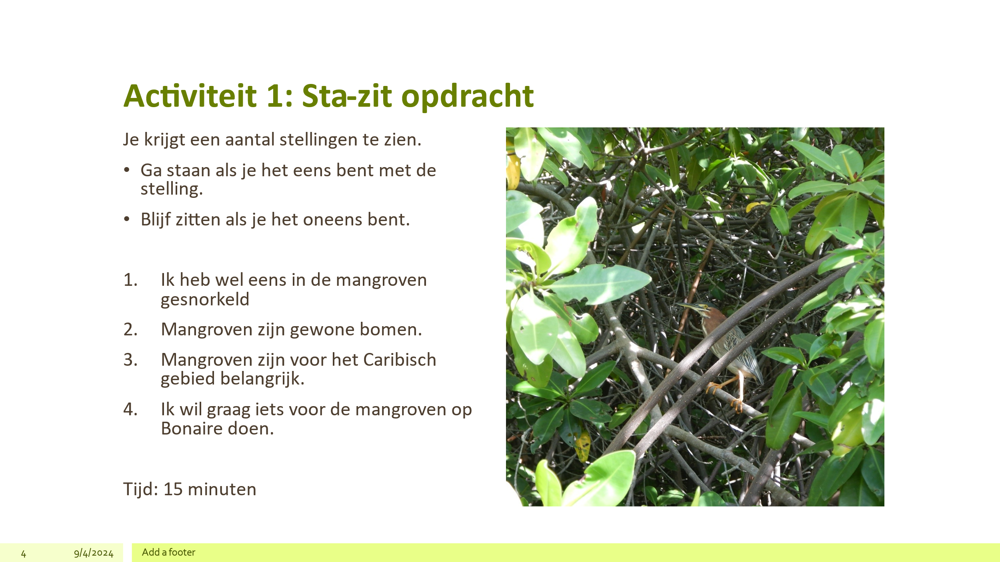 Activiteit 1: Sta-zit opdracht
Je krijgt een aantal stellingen te zien.
• Ga staan als je het eens bent met de
stelling.
• Blijf zitten als je het oneens bent.
1. Ik heb wel eens in de mangroven
gesnorkeld
2. Mangroven zijn gewone bomen.
3. Mangroven zijn voor het Caribisch
gebied belangrijk.
4. Ik wil graag iets voor de mangroven op
Bonaire doen.
Tijd: 15 minuten
4 9/4/2024 Add a footer